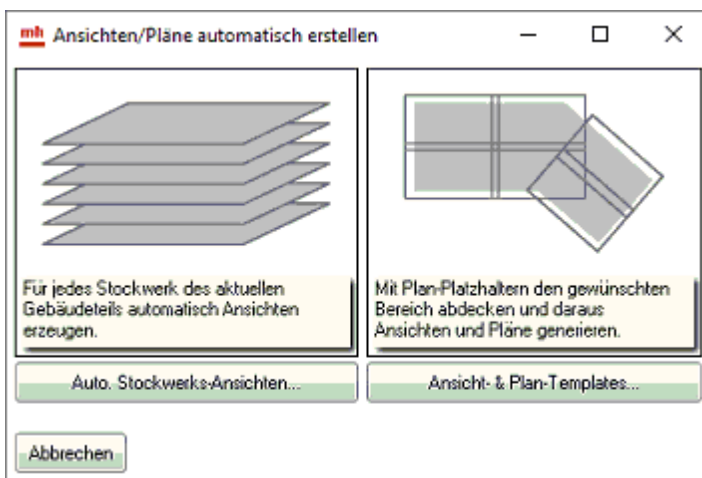 mh Ansichten/Pläne automatisch erstellen
Für jedes Stockwerk des aktuellen
Gebäudeteils automatisch Ansichten
erzeugen.
Mit Plan-Platzhaltern den gewünschten
Bereich abdecken und daraus
Ansichten und Pläne generieren.
Auto. Stockwerks-Ansichten...
Ansicht- & Plan-Templates...
Abbrechen